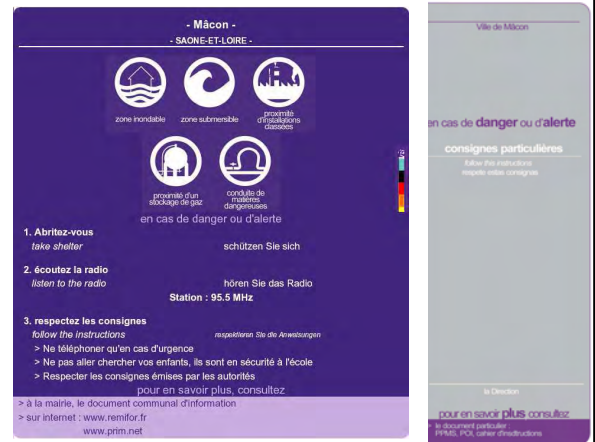 - Mâcon -
- SAONE-ET-LOIRE -
zone inondable
zone submersible
proximité
d'installations
classées
proximité d'un
stockage de gaz
conduite de
matières
dangereuses
en cas de danger ou d'alerte
1. Abritez-vous
take shelter schützen Sie sich
2. écoutez la radio
listen to the radio hören Sie das Radio
Station : 95.5 MHz
3. respectez les consignes
follow the instructions respektieren Sie die Anweisungen
> Ne téléphoner qu'en cas d'urgence
> Ne pas aller chercher vos enfants, ils sont en sécurité à l'école
> Respecter les consignes émises par les autorités
pour en savoir plus, consultez
> à la mairie, le document communal d'information
> sur internet : www.remifor.fr
www.prim.net
Ville de Mâcon
en cas de danger ou d'alerte
consignes particulières
follow this instructions
respete estas consignas
la Direction
pour en savoir plus consultez
> le document particulier :
PPMS, POI, cahier d'instructions